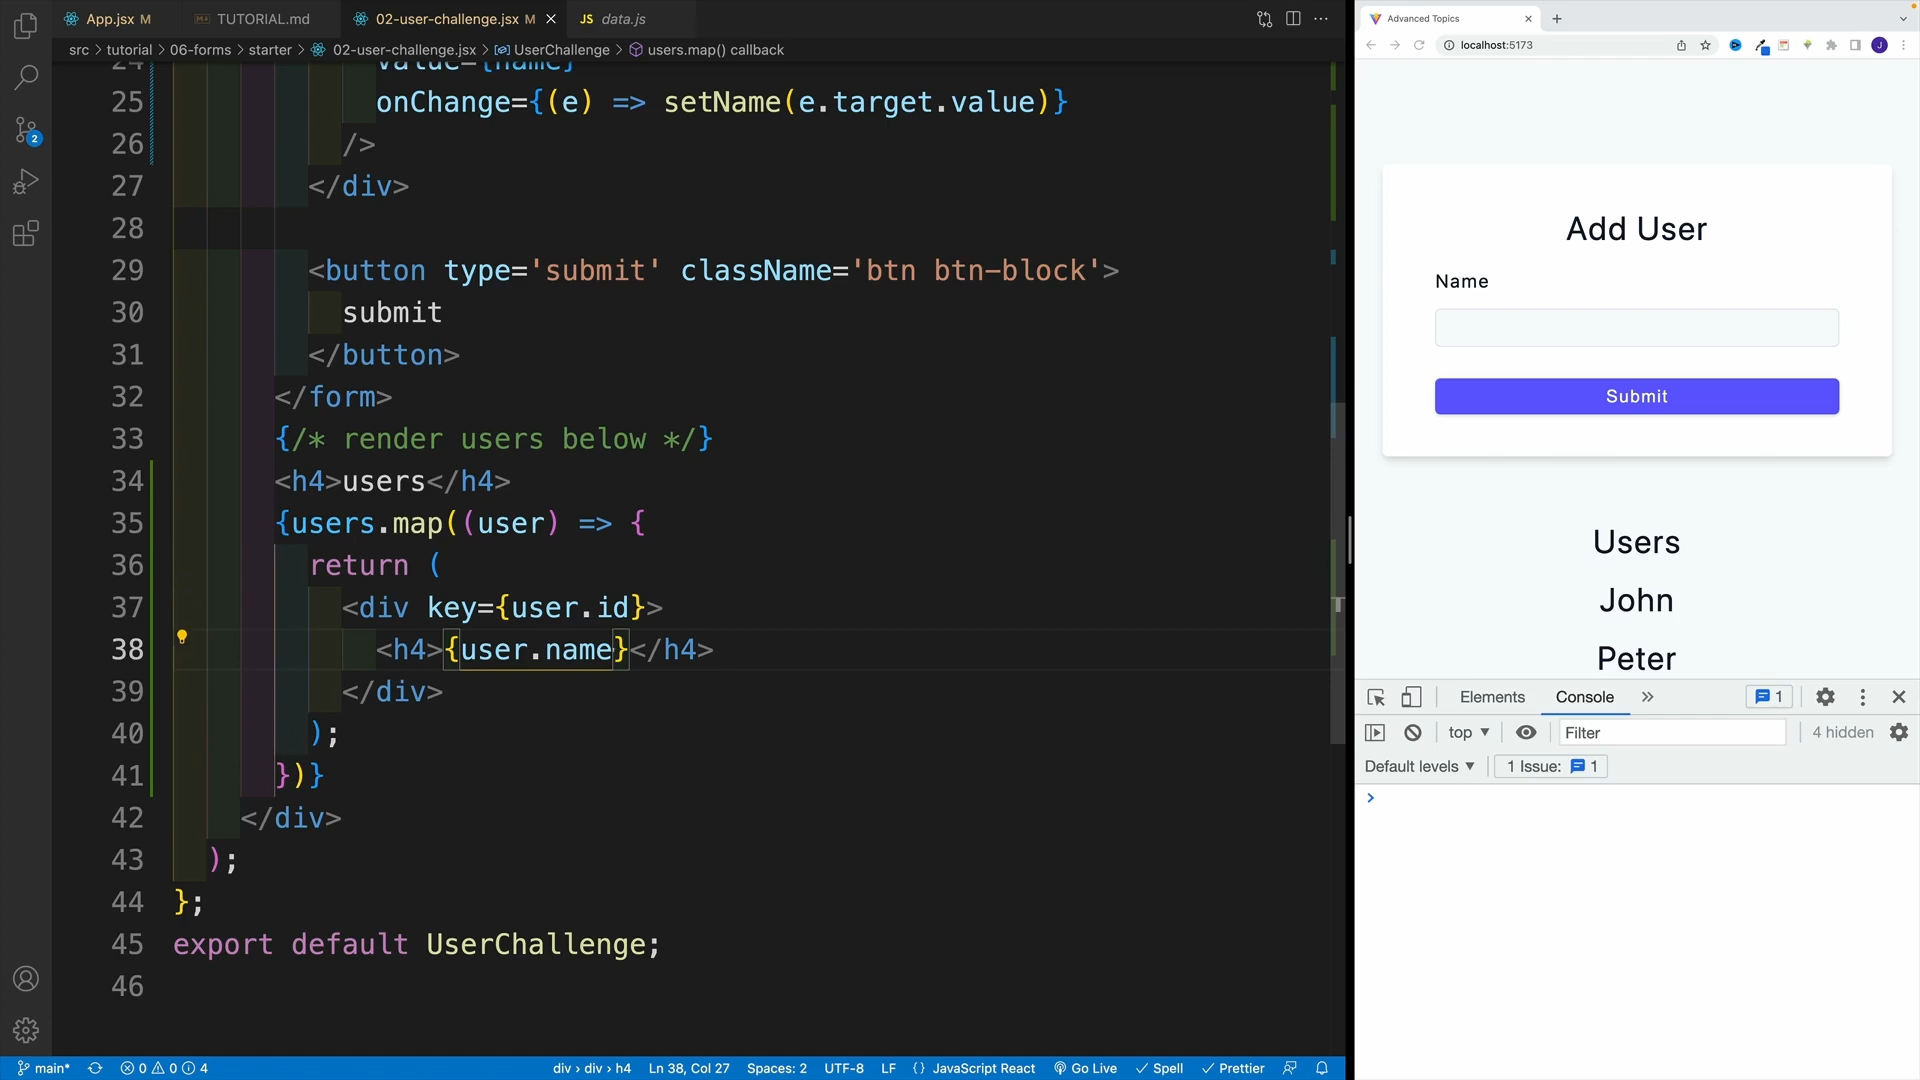 App.jsx M
TUTORIAL.md
02-user-challenge.jsx M
JS data.js
src > tutorial > 06-forms > starter > 02-user-challenge.jsx > UserChallenge > users.map() callback
24 value={name}
25 onChange={(e) => setName(e.target.value)}
26 />
27 </div>
28
29 <button type='submit' className='btn btn-block'>
30 submit
31 </button>
32 </form>
33 {/* render users below */}
34 <h4>users</h4>
35 {users.map((user) => {
36 return (
37 <div key={user.id}>
38 <h4>{user.name}</h4>
39 </div>
40 );
41 })}
42 </div>
43 );
44 };
45 export default UserChallenge;
46
2
main*
0 0 4
div > div > h4
Ln 38, Col 27
Spaces: 2
UTF-8
LF
{} JavaScript React
Go Live
Spell
Prettier
Advanced Topics
localhost:5173
J
Add User
Name
Submit
Users
John
Peter
Elements
Console
1
top
Filter
4 hidden
Default levels
1 Issue: 1